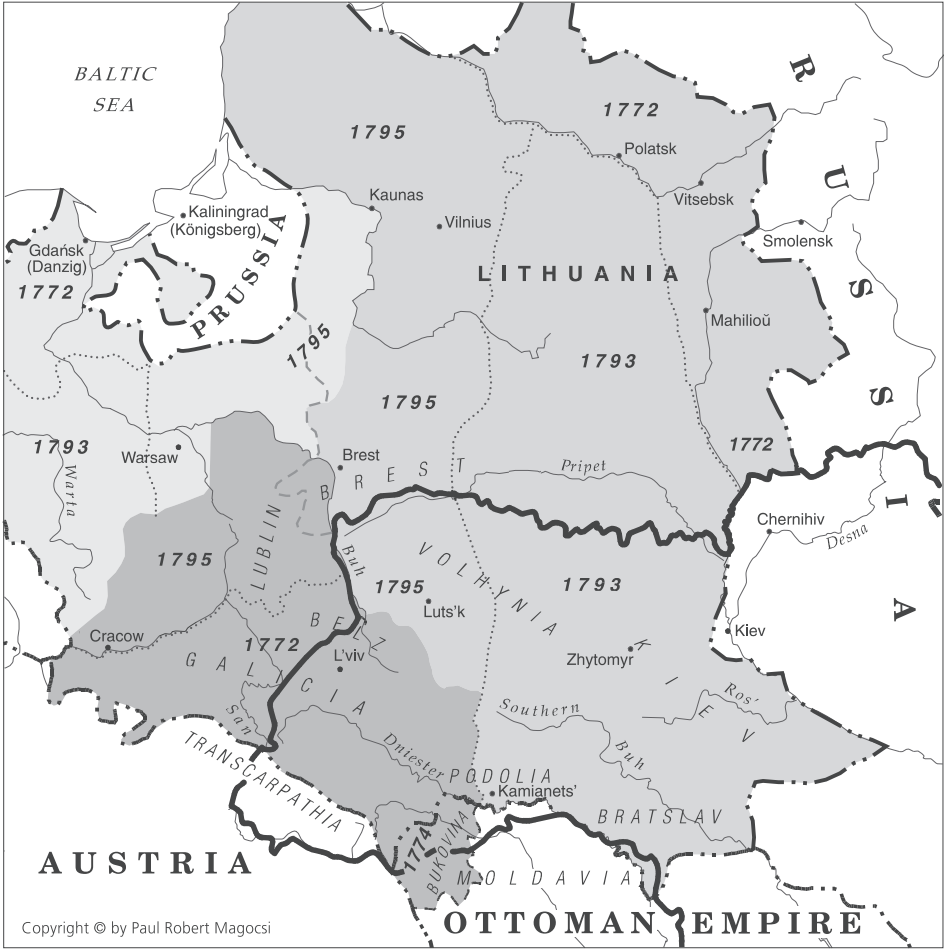 BALTIC
SEA
RUSSIA
1795
1772
Polatsk
Vitsebsk
Kaunas
Vilnius
Kaliningrad
(Königsberg)
Gdańsk
(Danzig)
1772
PRUSSIA
Smolensk
LITHUANIA
Mahilioŭ
1795
1793
1795
1772
1793
Warsaw
Warta
Brest
BREST
Pripet
Chernihiv
Desna
LUBLIN
Buh
1795
VOLHYNIA
1795
1793
Luts'k
BELZ
Kiev
Cracow
1772
L'viv
Zhytomyr
KIEV
GALICIA
San
Ros'
Southern
Buh
TRANSCARPATHIA
Dniester
PODOLIA
Kamianets'
BRATSLAV
1774
BUKOVINA
AUSTRIA
MOLDAVIA
OTTOMAN EMPIRE
Copyright © by Paul Robert Magocsi